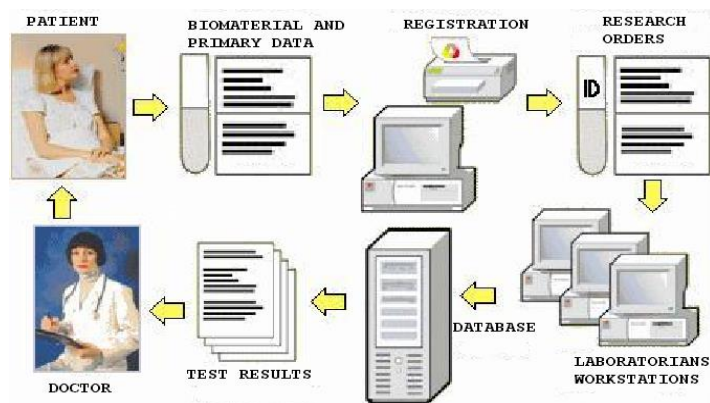 PATIENT
BIOMATERIAL AND
PRIMARY DATA
REGISTRATION
RESEARCH
ORDERS
ID
DATABASE
LABORATORIANS
WORKSTATIONS
TEST RESULTS
DOCTOR